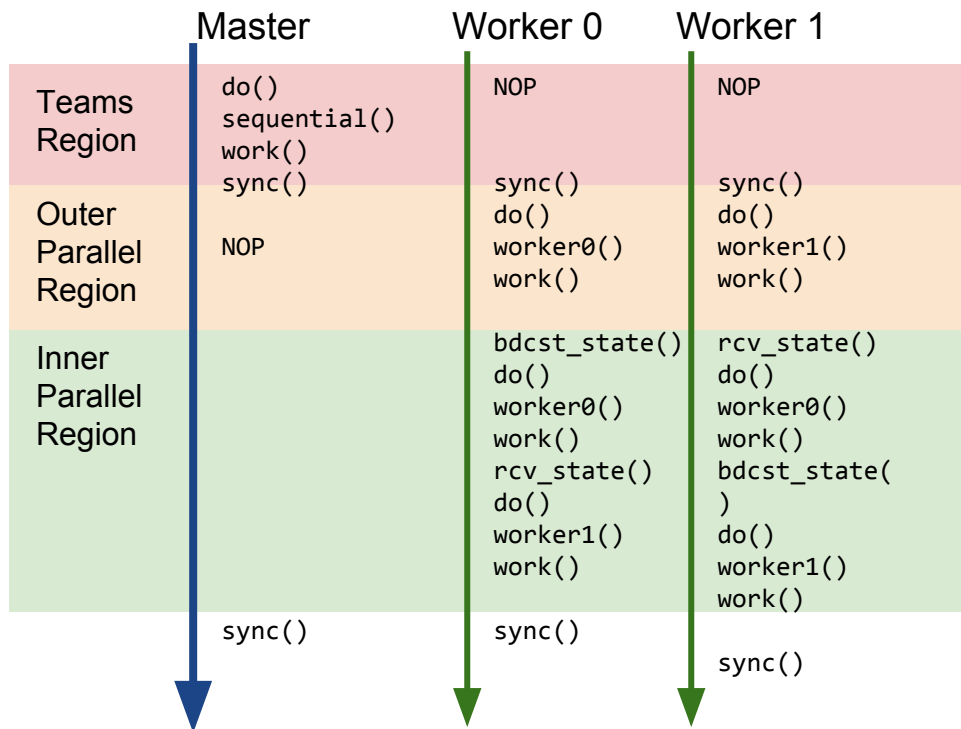 Master
Worker 0
Worker 1
Teams
Region
do()
sequential()
work()
sync()
NOP
sync()
NOP
sync()
Outer
Parallel
Region
NOP
do()
worker0()
work()
do()
worker1()
work()
Inner
Parallel
Region
bdcst_state()
do()
worker0()
work()
rcv_state()
do()
worker1()
work()
rcv_state()
do()
worker0()
work()
bdcst_state(
)
do()
worker1()
work()
sync()
sync()
sync()